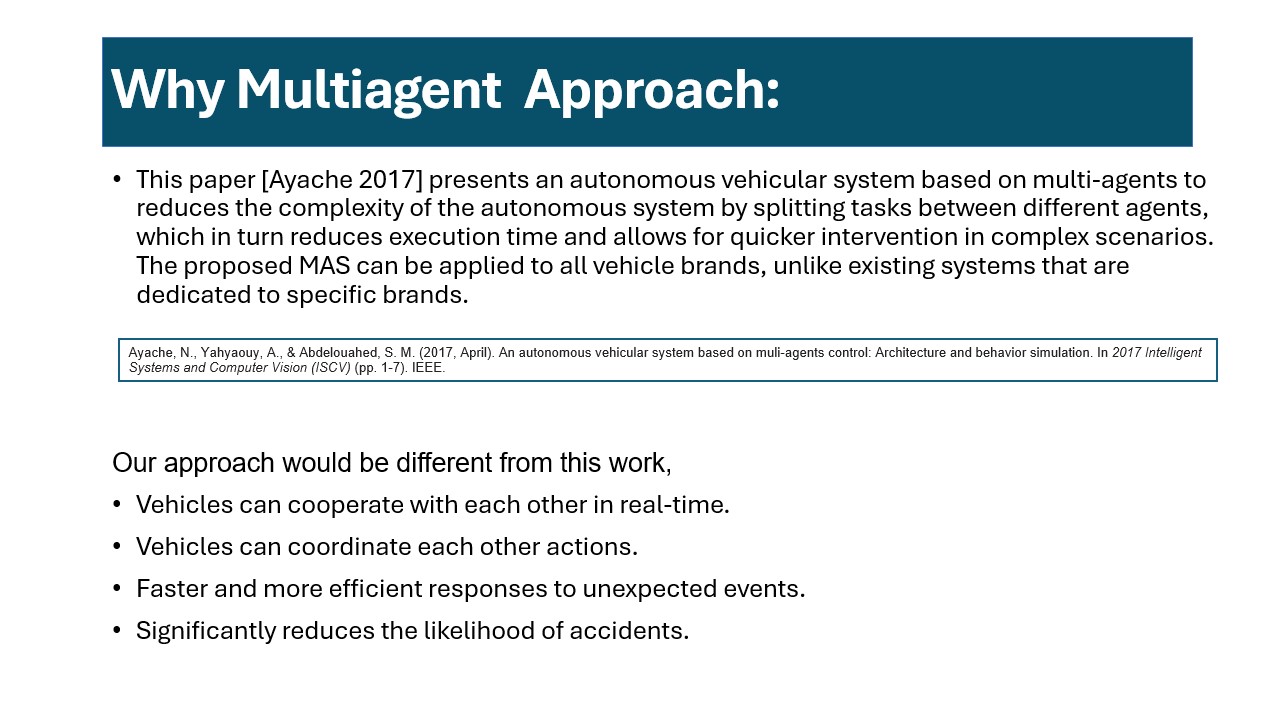 Why Multiagent  Approach:
• This paper [Ayache 2017] presents an autonomous vehicular system based on multi-agents to
reduces the complexity of the autonomous system by splitting tasks between different agents,
which in turn reduces execution time and allows for quicker intervention in complex scenarios.
The proposed MAS can be applied to all vehicle brands, unlike existing systems that are
dedicated to specific brands.
Ayache, N., Yahyaouy, A., & Abdelouahed, S. M. (2017, April). An autonomous vehicular system based on muli-agents control: Architecture and behavior simulation. In 2017 Intelligent
Systems and Computer Vision (ISCV) (pp. 1-7). IEEE.
Our approach would be different from this work,
• Vehicles can cooperate with each other in real-time.
• Vehicles can coordinate each other actions.
• Faster and more efficient responses to unexpected events.
• Significantly reduces the likelihood of accidents.